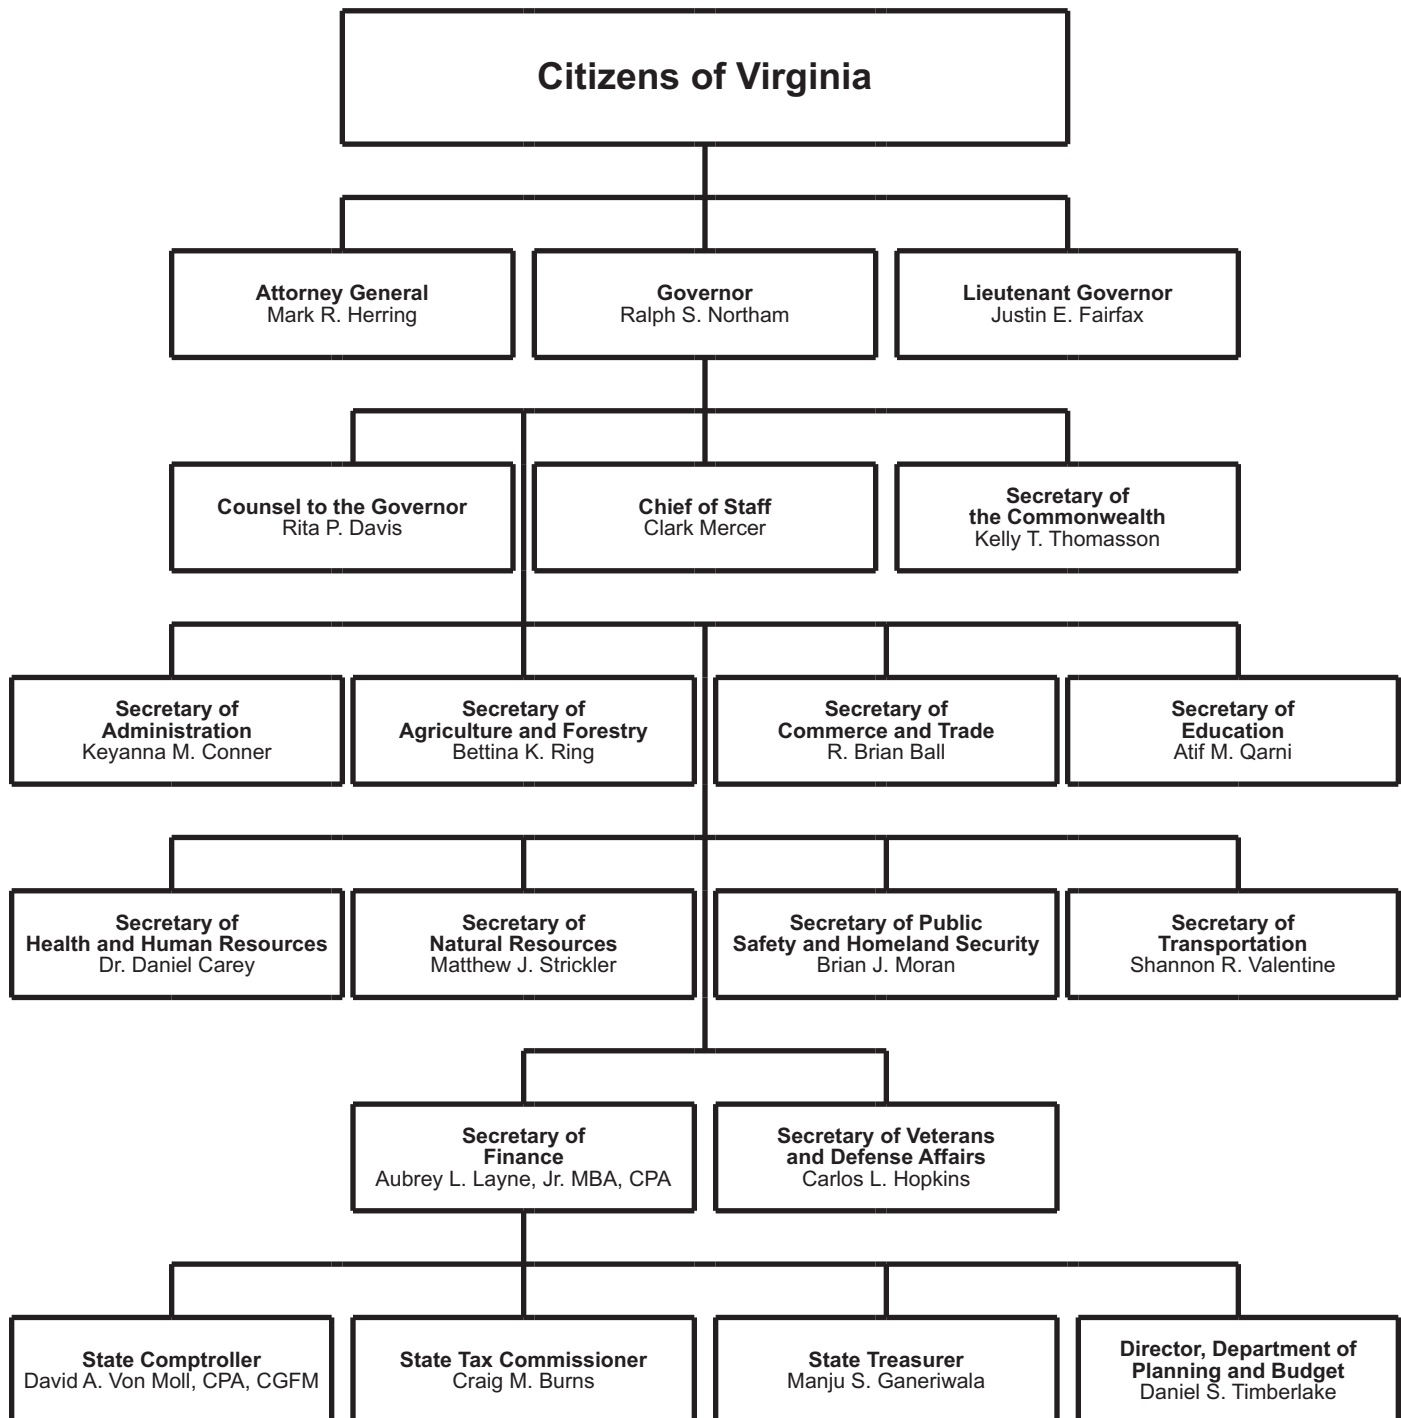 Citizens of Virginia
Attorney General
Mark R. Herring
Governor
Ralph S. Northam
Lieutenant Governor
Justin E. Fairfax
Counsel to the Governor
Rita P. Davis
Chief of Staff
Clark Mercer
Secretary of
the Commonwealth
Kelly T. Thomasson
Secretary of
Administration
Keyanna M. Conner
Secretary of
Agriculture and Forestry
Bettina K. Ring
Secretary of
Commerce and Trade
R. Brian Ball
Secretary of
Education
Atif M. Qarni
Secretary of
Health and Human Resources
Dr. Daniel Carey
Secretary of
Natural Resources
Matthew J. Strickler
Secretary of Public
Safety and Homeland Security
Brian J. Moran
Secretary of
Transportation
Shannon R. Valentine
Secretary of
Finance
Aubrey L. Layne, Jr. MBA, CPA
Secretary of Veterans
and Defense Affairs
Carlos L. Hopkins
State Comptroller
David A. Von Moll, CPA, CGFM
State Tax Commissioner
Craig M. Burns
State Treasurer
Manju S. Ganeriwala
Director, Department of
Planning and Budget
Daniel S. Timberlake